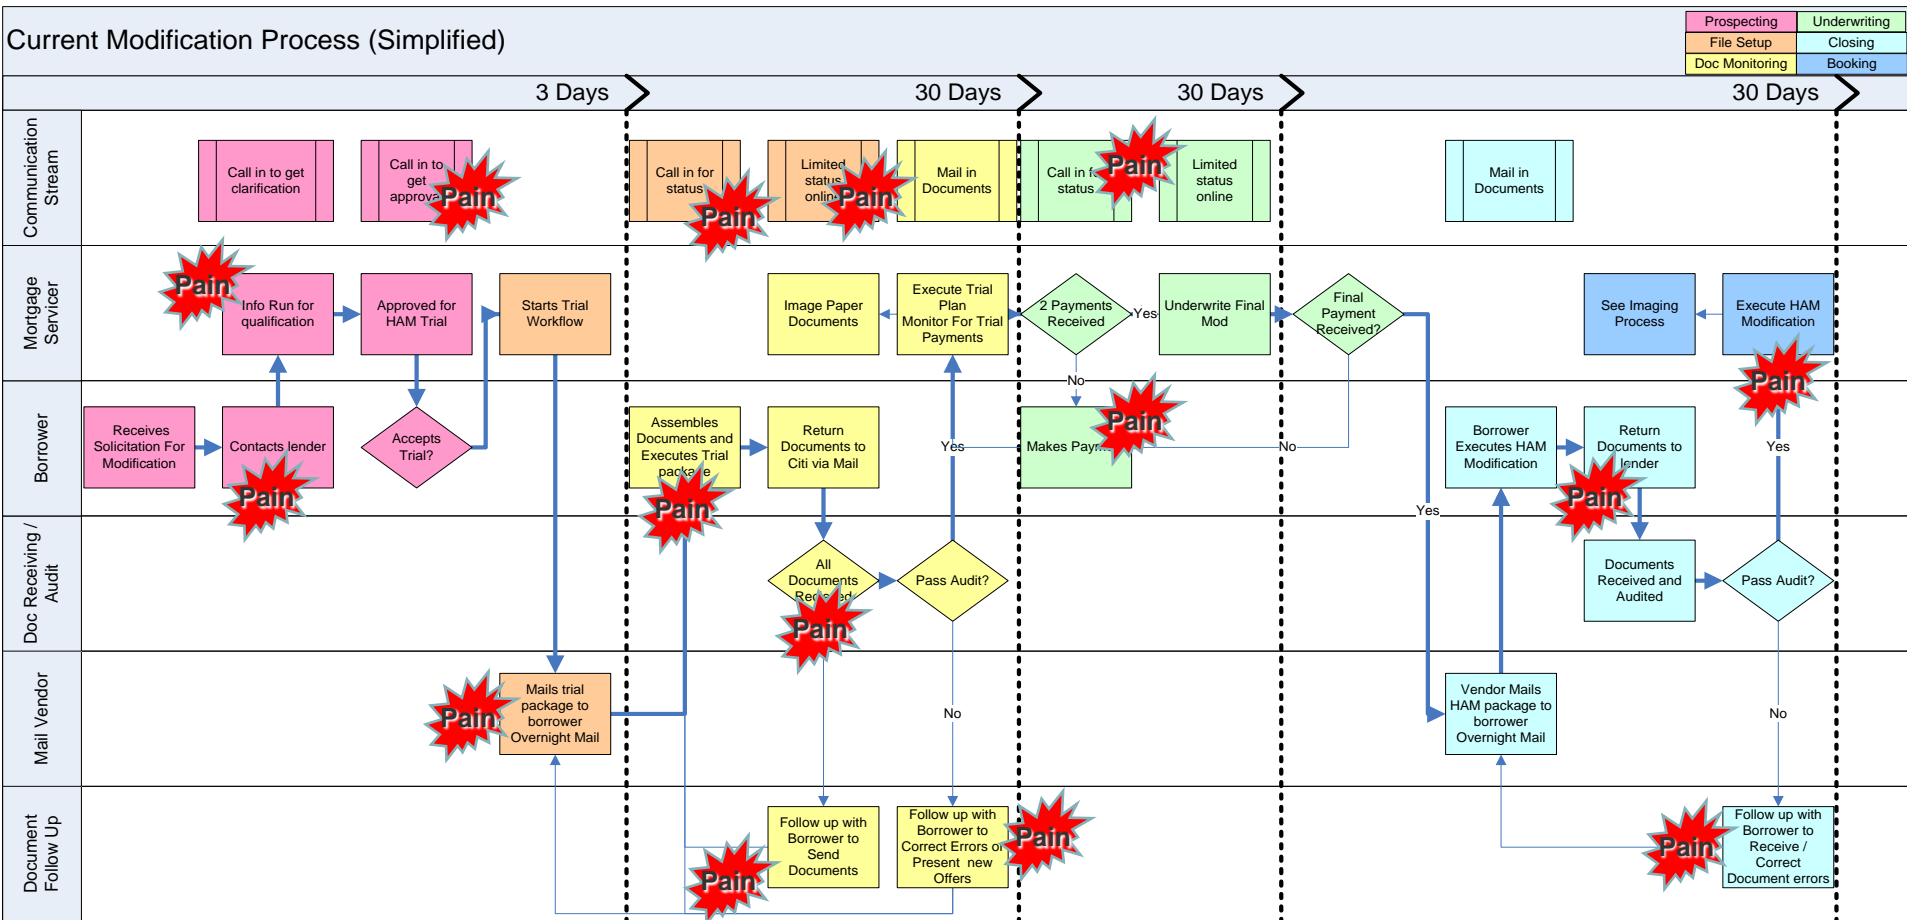 Current Modification Process (Simplified)
Prospecting
Underwriting
File Setup
Closing
Doc Monitoring
Booking
3 Days
30 Days
30 Days
30 Days
Communication
Stream
Call in to get
clarification
Call in to
get
approval
Pain
Call in for
status
Pain
Limited
status
online
Pain
Mail in
Documents
Call in for
status
Pain
Limited
status
online
Mail in
Documents
Mortgage
Servicer
Pain
Info Run for
qualification
Approved for
HAM Trial
Starts Trial
Workflow
Image Paper
Documents
Execute Trial
Plan
Monitor For Trial
Payments
2 Payments
Received
Yes
No
Underwrite Final
Mod
Final
Payment
Received?
See Imaging
Process
Execute HAM
Modification
Pain
Borrower
Receives
Solicitation For
Modification
Contacts lender
Pain
Accepts
Trial?
Assembles
Documents and
Executes Trial
package
Pain
Return
Documents to
Citi via Mail
Yes
Makes Paym
Pain
No
Yes
Borrower
Executes HAM
Modification
Return
Documents to
lender
Pain
Yes
Doc Receiving /
Audit
All
Documents
Received
Pain
Pass Audit?
Documents
Received and
Audited
Pass Audit?
Mail Vendor
Pain
Mails trial
package to
borrower
Overnight Mail
No
Vendor Mails
HAM package to
borrower
Overnight Mail
No
Document
Follow Up
Pain
Follow up with
Borrower to
Send
Documents
Follow up with
Borrower to
Correct Errors or
Present new
Offers
Pain
Pain
Follow up with
Borrower to
Receive /
Correct
Document errors